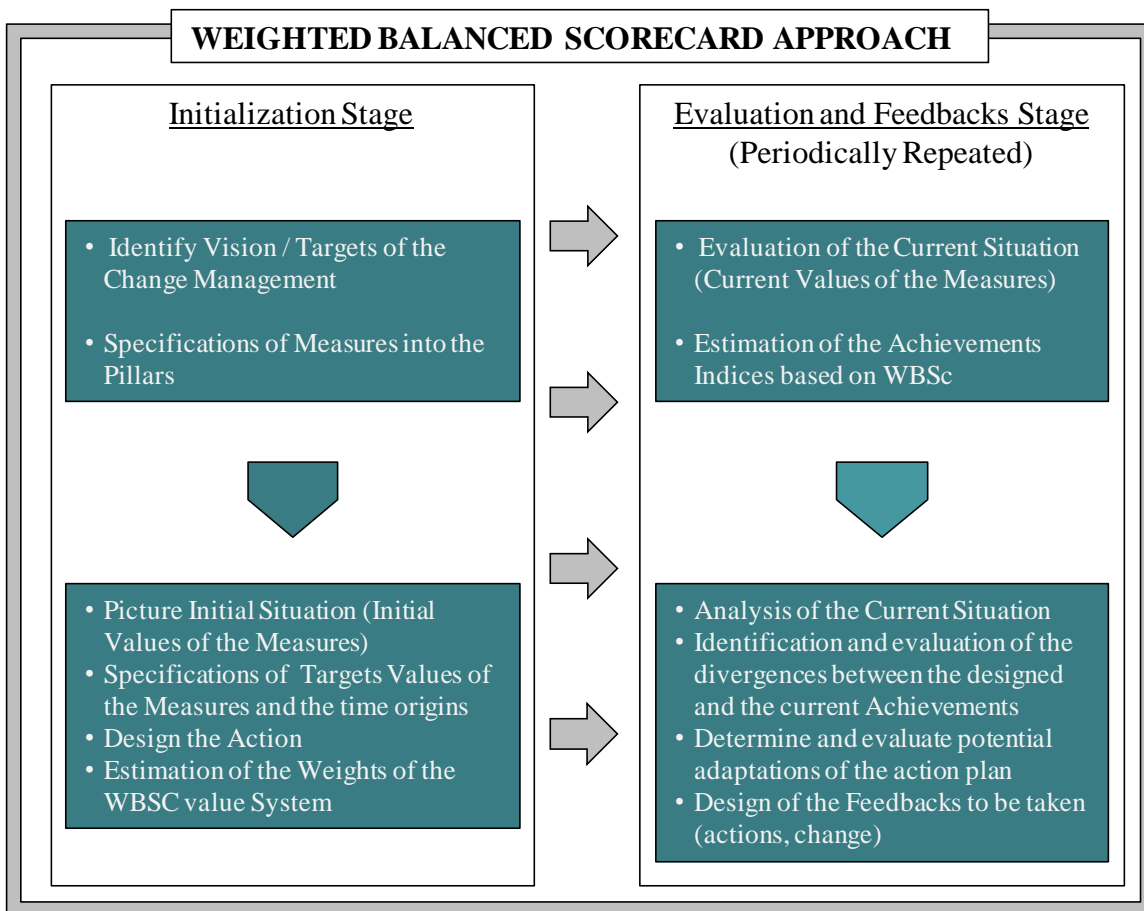 WEIGHTED BALANCED SCORECARD APPROACH
Initialization Stage
• Identify Vision / Targets of the
Change Management
• Specifications of Measures into the
Pillars
• Picture Initial Situation (Initial
Values of the Measures)
• Specifications of Targets Values of
the Measures and the time origins
• Design the Action
• Estimation of the Weights of the
WBSC value System
Evaluation and Feedbacks Stage
(Periodically Repeated)
• Evaluation of the Current Situation
(Current Values of the Measures)
• Estimation of the Achievements
Indices based on WBSc
• Analysis of the Current Situation
• Identification and evaluation of the
divergences between the designed
and the current Achievements
• Determine and evaluate potential
adaptations of the action plan
• Design of the Feedbacks to be taken
(actions, change)